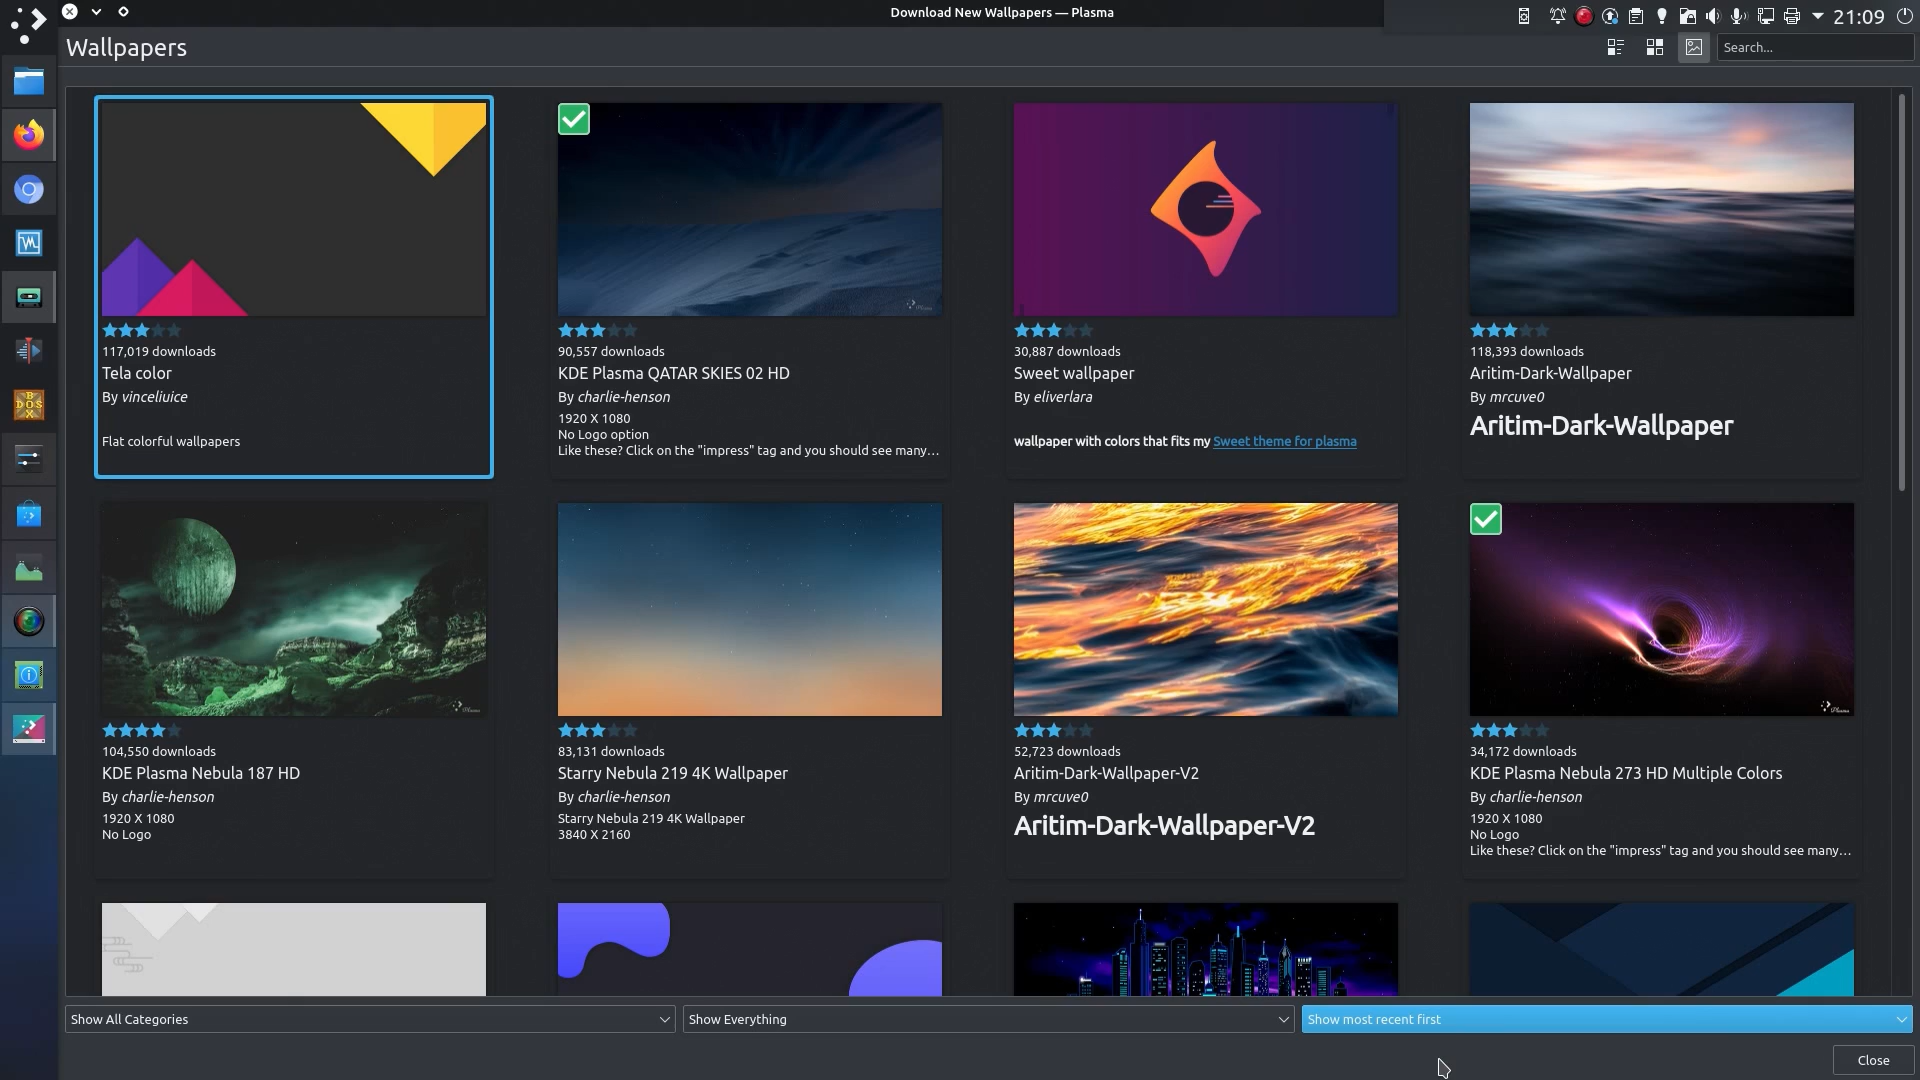 Download New Wallpapers — Plasma
21:09
Wallpapers
Search...
117,019 downloads
Tela color
By vinceliuice
Flat colorful wallpapers
90,557 downloads
KDE Plasma QATAR SKIES 02 HD
By charlie-henson
1920 X 1080
No Logo option
Like these? Click on the "impress" tag and you should see many…
30,887 downloads
Sweet wallpaper
By eliverlara
wallpaper with colors that fits my Sweet theme for plasma
118,393 downloads
Aritim-Dark-Wallpaper
By mrcuve0
Aritim-Dark-Wallpaper
104,550 downloads
KDE Plasma Nebula 187 HD
By charlie-henson
1920 X 1080
No Logo
83,131 downloads
Starry Nebula 219 4K Wallpaper
By charlie-henson
Starry Nebula 219 4K Wallpaper
3840 X 2160
52,723 downloads
Aritim-Dark-Wallpaper-V2
By mrcuve0
Aritim-Dark-Wallpaper-V2
34,172 downloads
KDE Plasma Nebula 273 HD Multiple Colors
By charlie-henson
1920 X 1080
No Logo
Like these? Click on the "impress" tag and you should see many…
Show All Categories
Show Everything
Show most recent first
Close